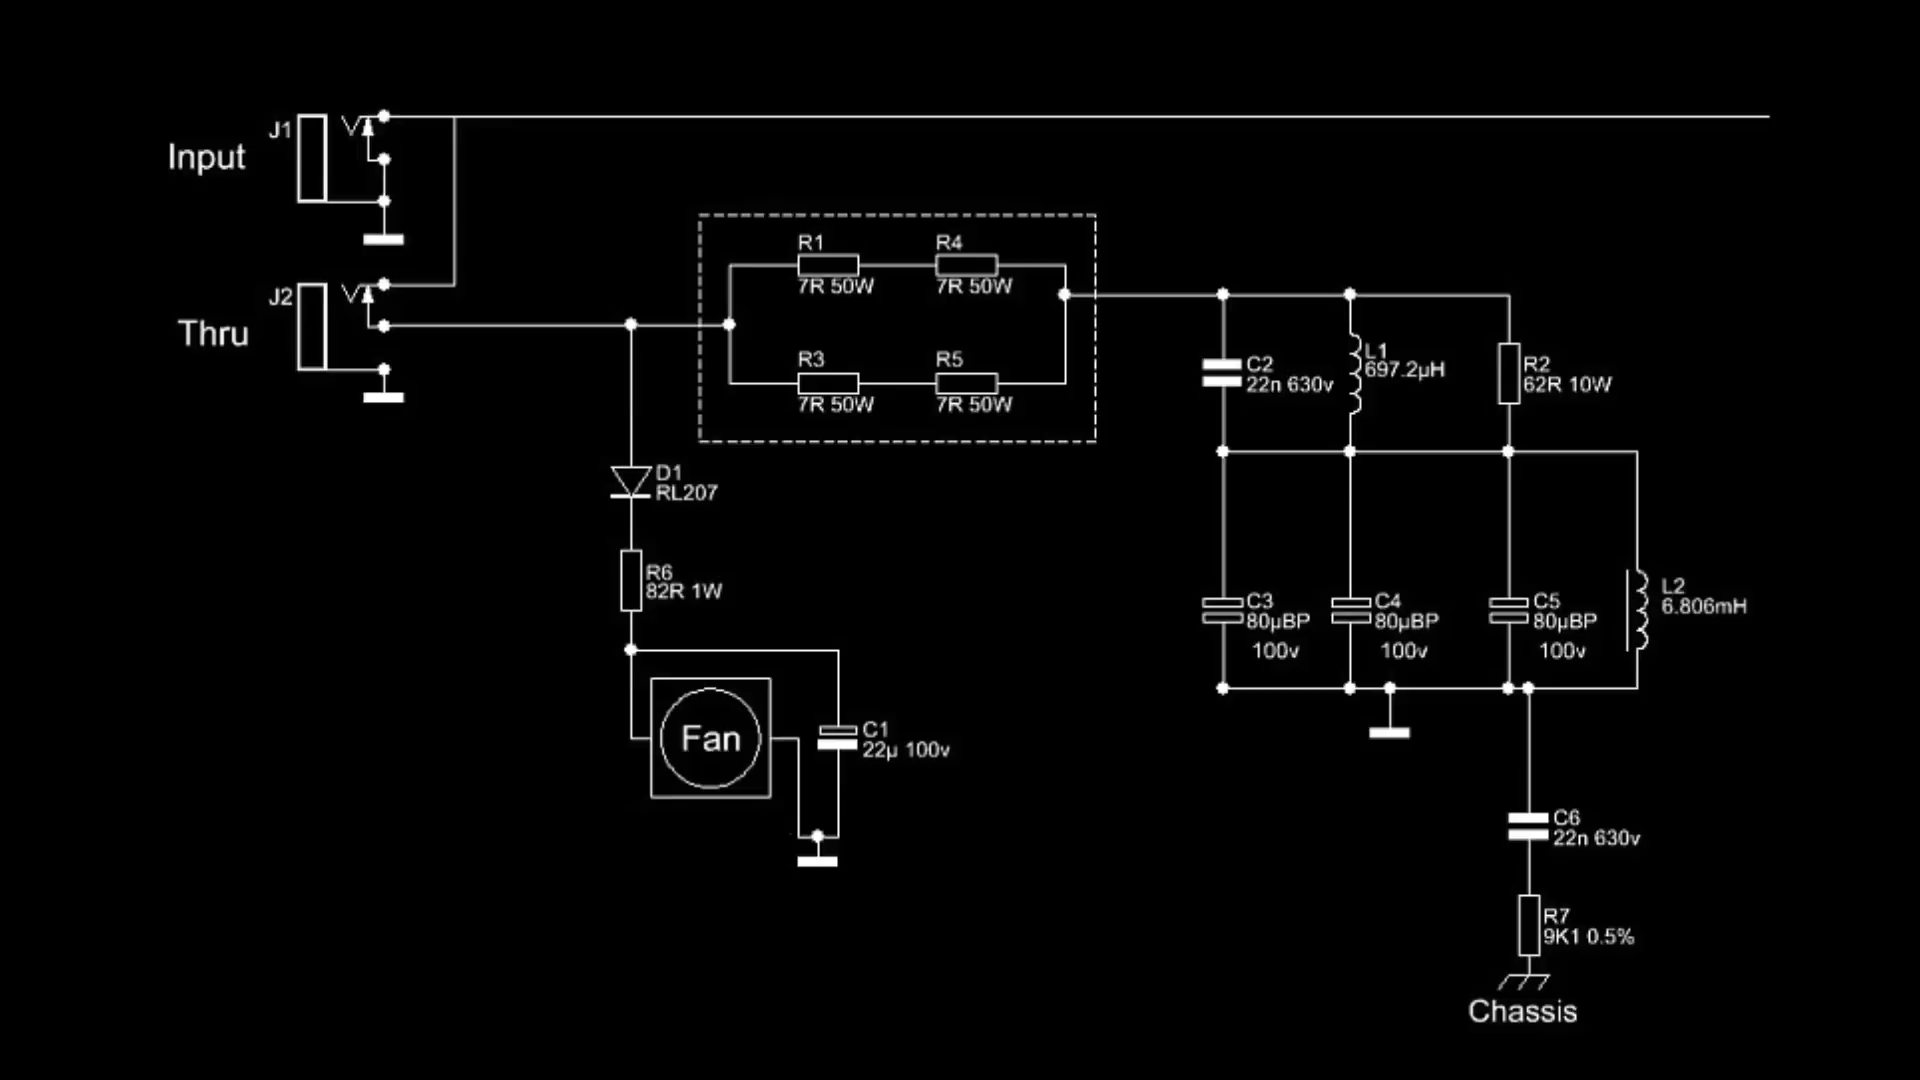 J1
Input
J2
Thru
R1
7R 50W
R4
7R 50W
R3
7R 50W
R5
7R 50W
C2
22n 630v
L1
697.2µH
R2
62R 10W
D1
RL207
R6
82R 1W
C3
80µBP
100v
C4
80µBP
100v
C5
80µBP
100v
L2
6.806mH
Fan
C1
22µ 100v
C6
22n 630v
R7
9K1 0.5%
Chassis